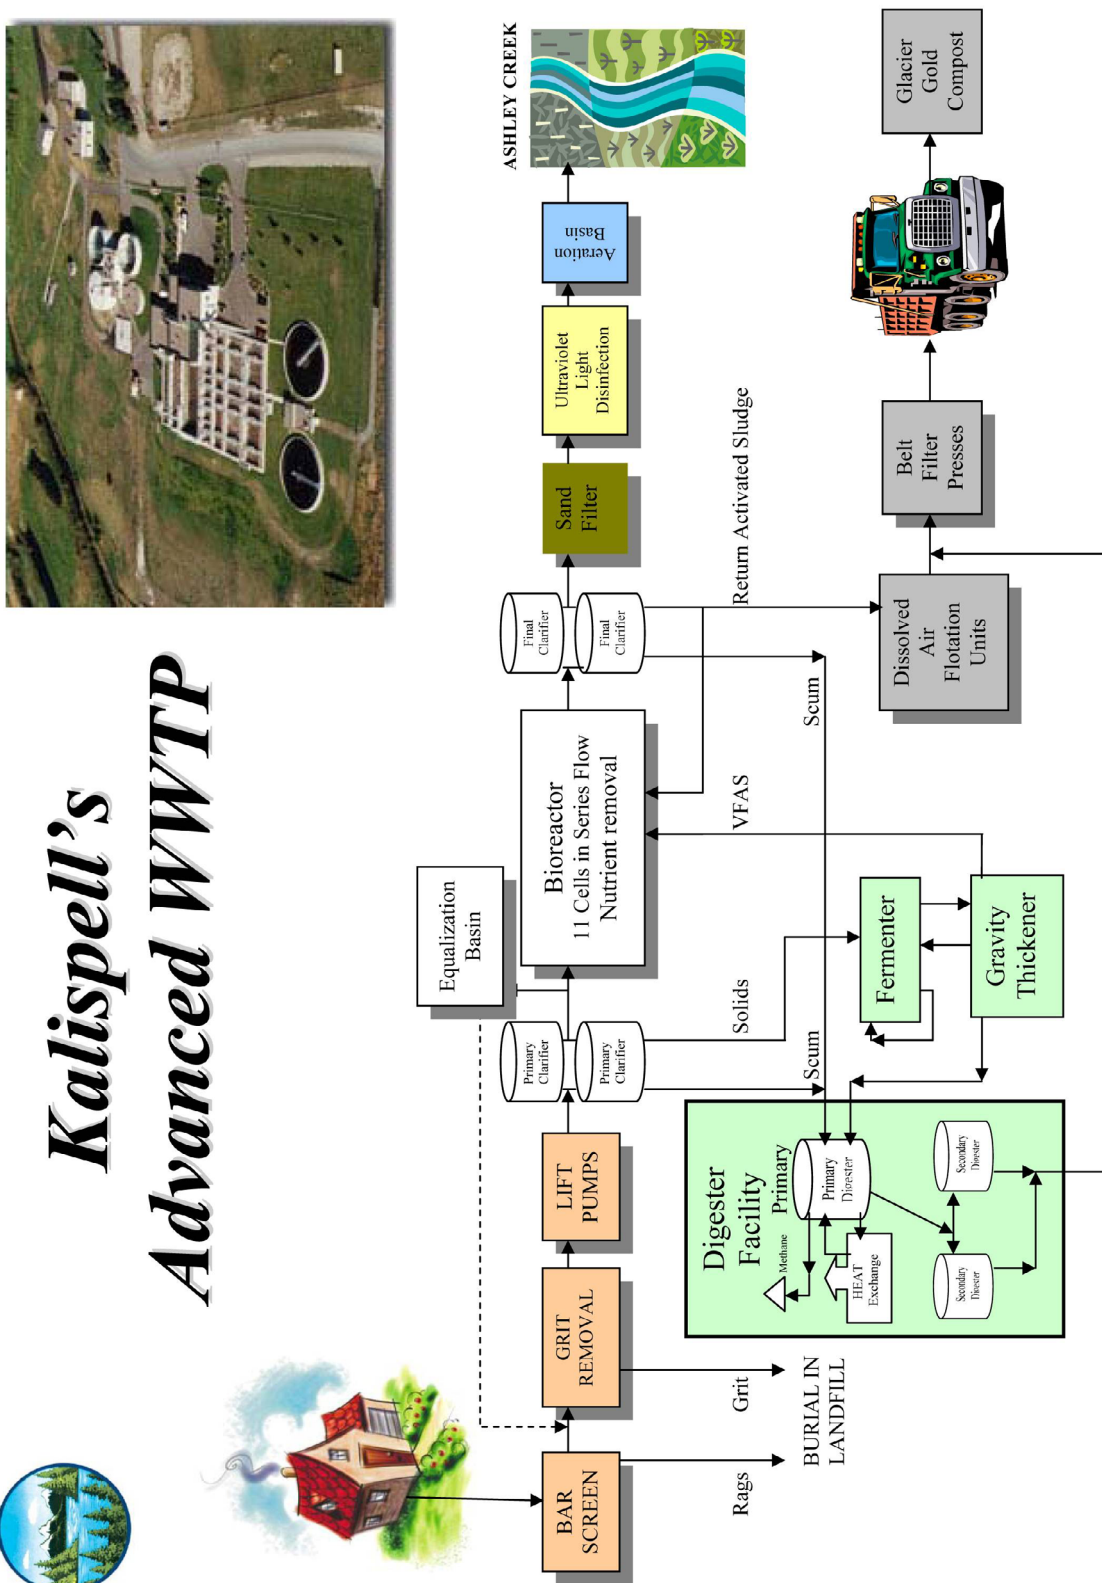 Kalispell's
Advanced WWTP
BAR
SCREEN
GRIT
REMOVAL
LIFT
PUMPS
Primary
Clarifier
Primary
Clarifier
Equalization
Basin
Bioreactor
11 Cells in Series Flow
Nutrient removal
Final
Clarifier
Final
Clarifier
Sand
Filter
Ultraviolet
Light
Disinfection
Aeration
Basin
ASHLEY CREEK
Rags
Grit
BURIAL IN
LANDFILL
Scum
Solids
VFAS
Scum
Return Activated Sludge
Digester
Facility
Primary
Methane
Primary
Digester
HEAT
Exchange
Secondary
Digester
Secondary
Digester
Fermenter
Gravity
Thickener
Dissolved
Air
Flotation
Units
Belt
Filter
Presses
Glacier
Gold
Compost